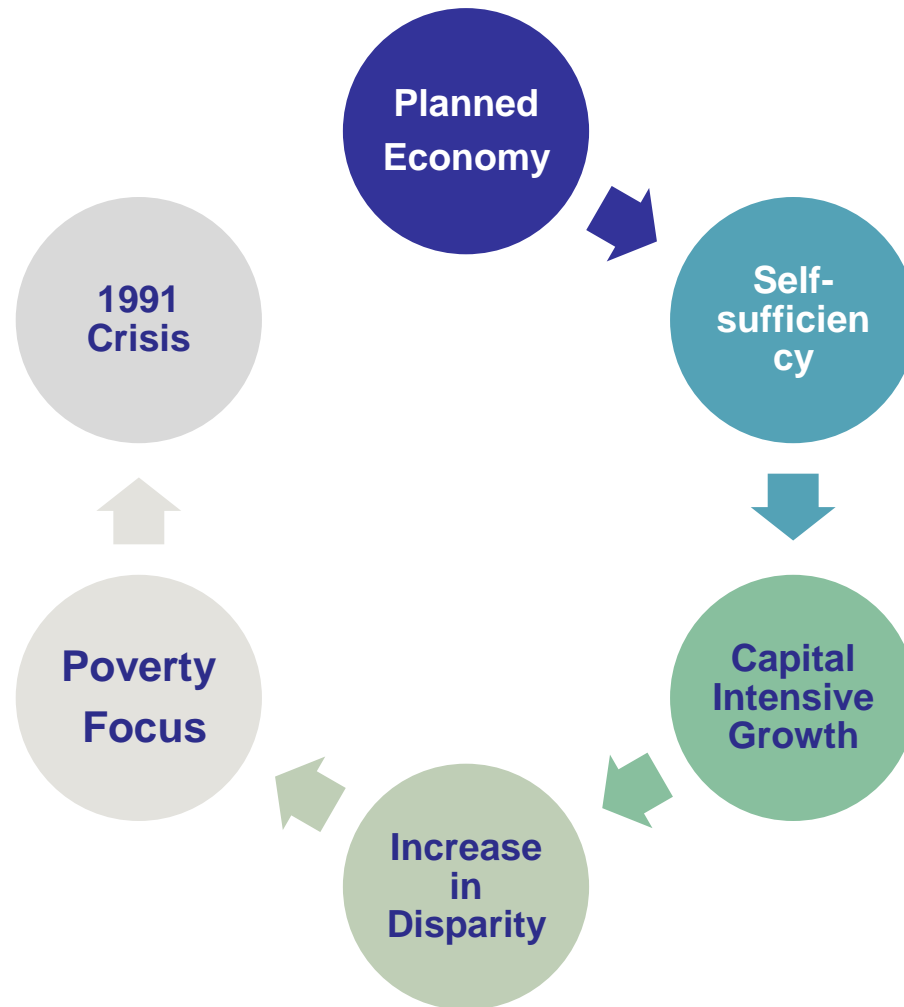 Planned
Economy
Self-
sufficien
cy
Capital
Intensive
Growth
Increase
in
Disparity
Poverty
Focus
1991
Crisis